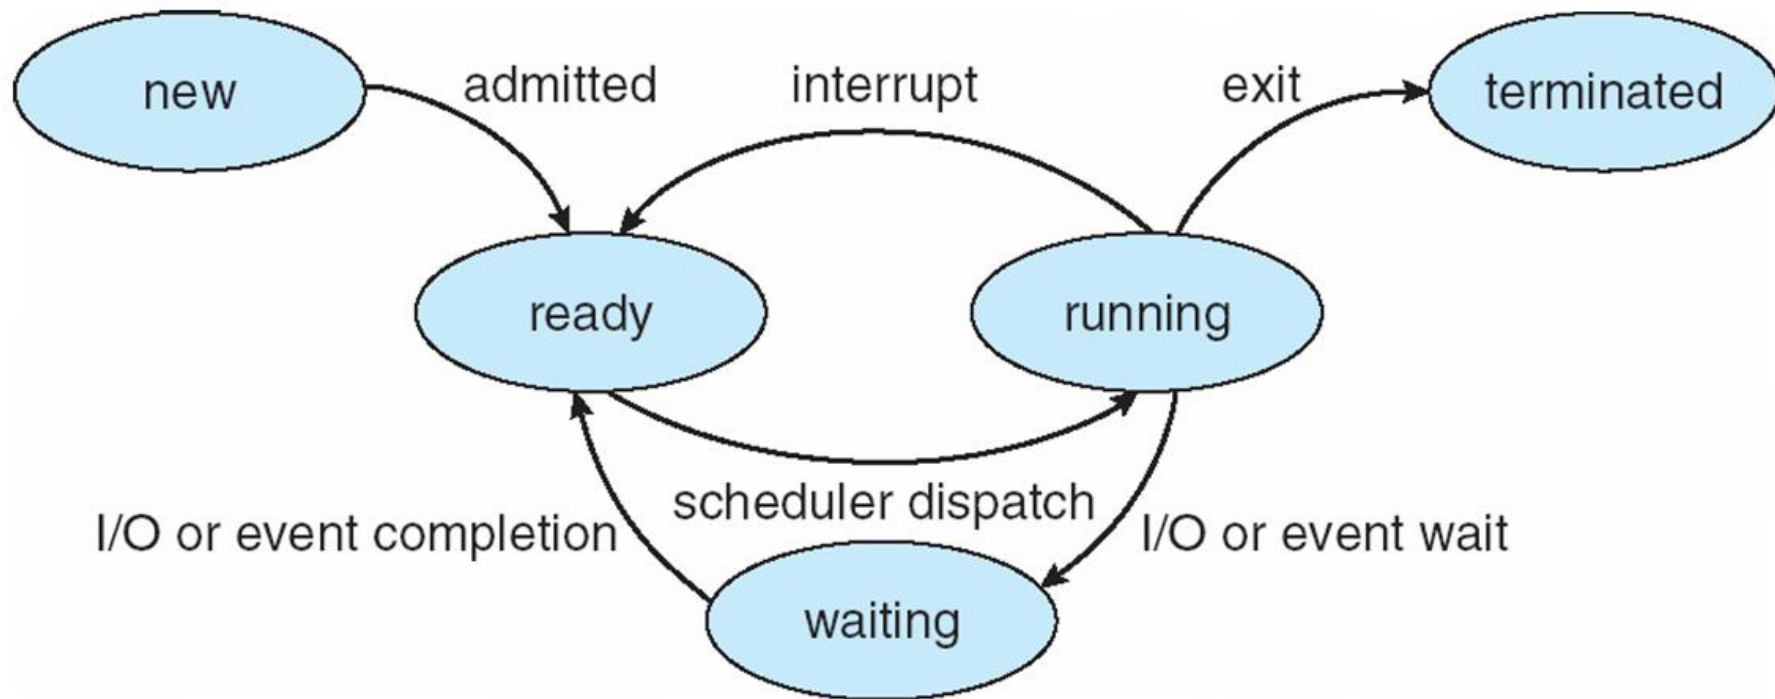 new
admitted
interrupt
exit
terminated
ready
running
scheduler dispatch
I/O or event completion
I/O or event wait
waiting